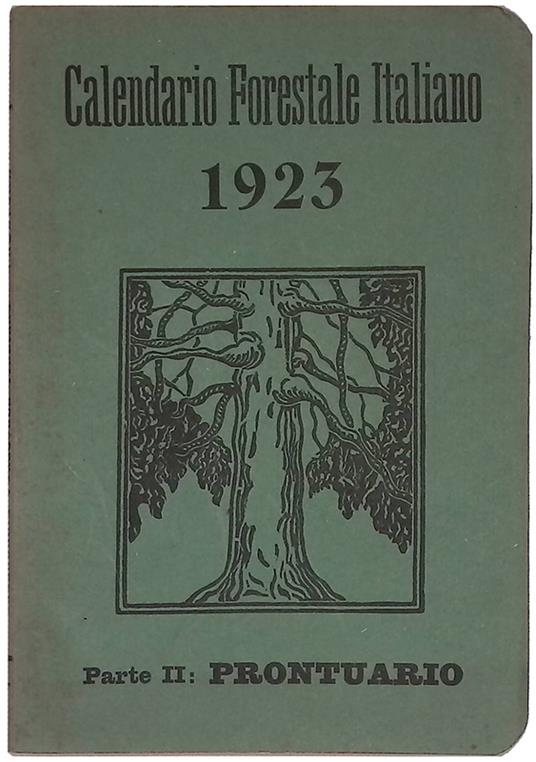 Calendario Forestale Italiano
1923
Parte II: PRONTUARIO